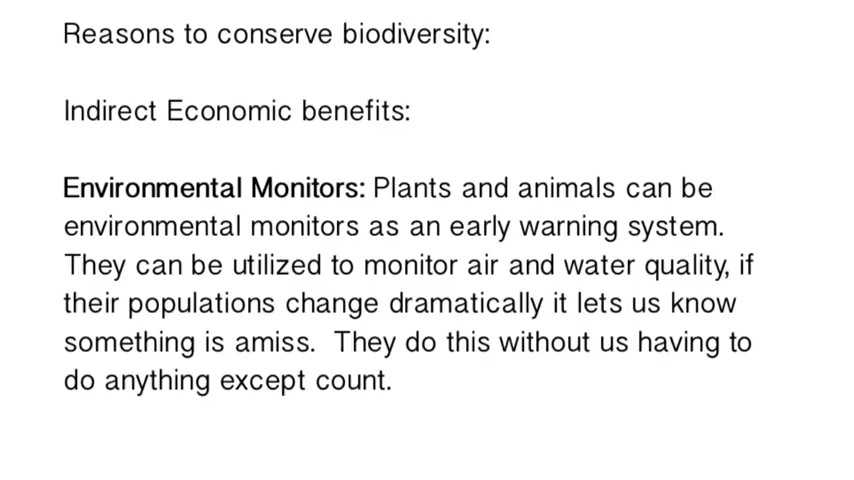 Reasons to conserve biodiversity:
Indirect Economic benefits:
Environmental Monitors: Plants and animals can be
environmental monitors as an early warning system.
They can be utilized to monitor air and water quality, if
their populations change dramatically it lets us know
something is amiss.  They do this without us having to
do anything except count.